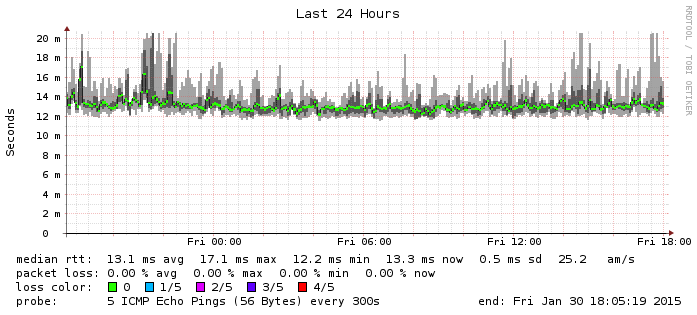 Last 24 Hours
RRDTOOL / TOBI OETIKER
Seconds
20 m
18 m
16 m
14 m
12 m
10 m
8 m
6 m
4 m
2 m
0
Fri 00:00 Fri 06:00 Fri 12:00 Fri 18:00
median rtt: 13.1 ms avg 17.1 ms max 12.2 ms min 13.3 ms now 0.5 ms sd 25.2 am/s
packet loss: 0.00 % avg 0.00 % max 0.00 % min 0.00 % now
loss color: 0 1/5 2/5 3/5 4/5
probe: 5 ICMP Echo Pings (56 Bytes) every 300s end: Fri Jan 30 18:05:19 2015